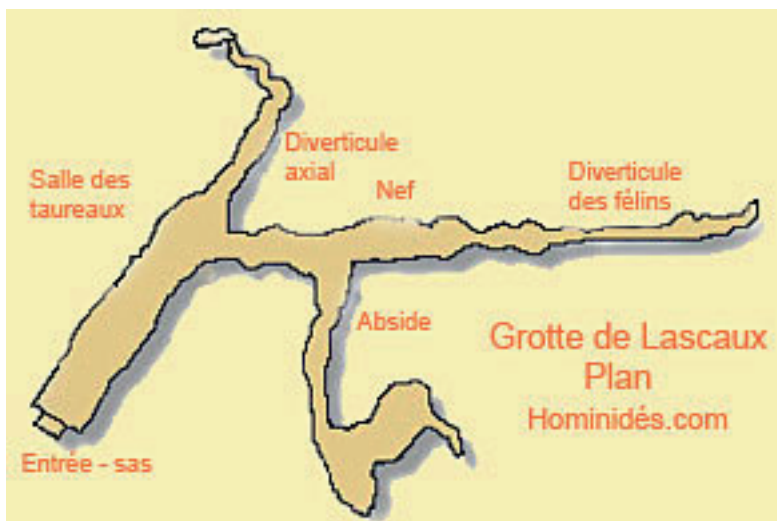 Diverticule
axial
Salle des
taureaux
Nef
Diverticule
des félins
Abside
Grotte de Lascaux
Plan
Hominidés.com
Entrée - sas